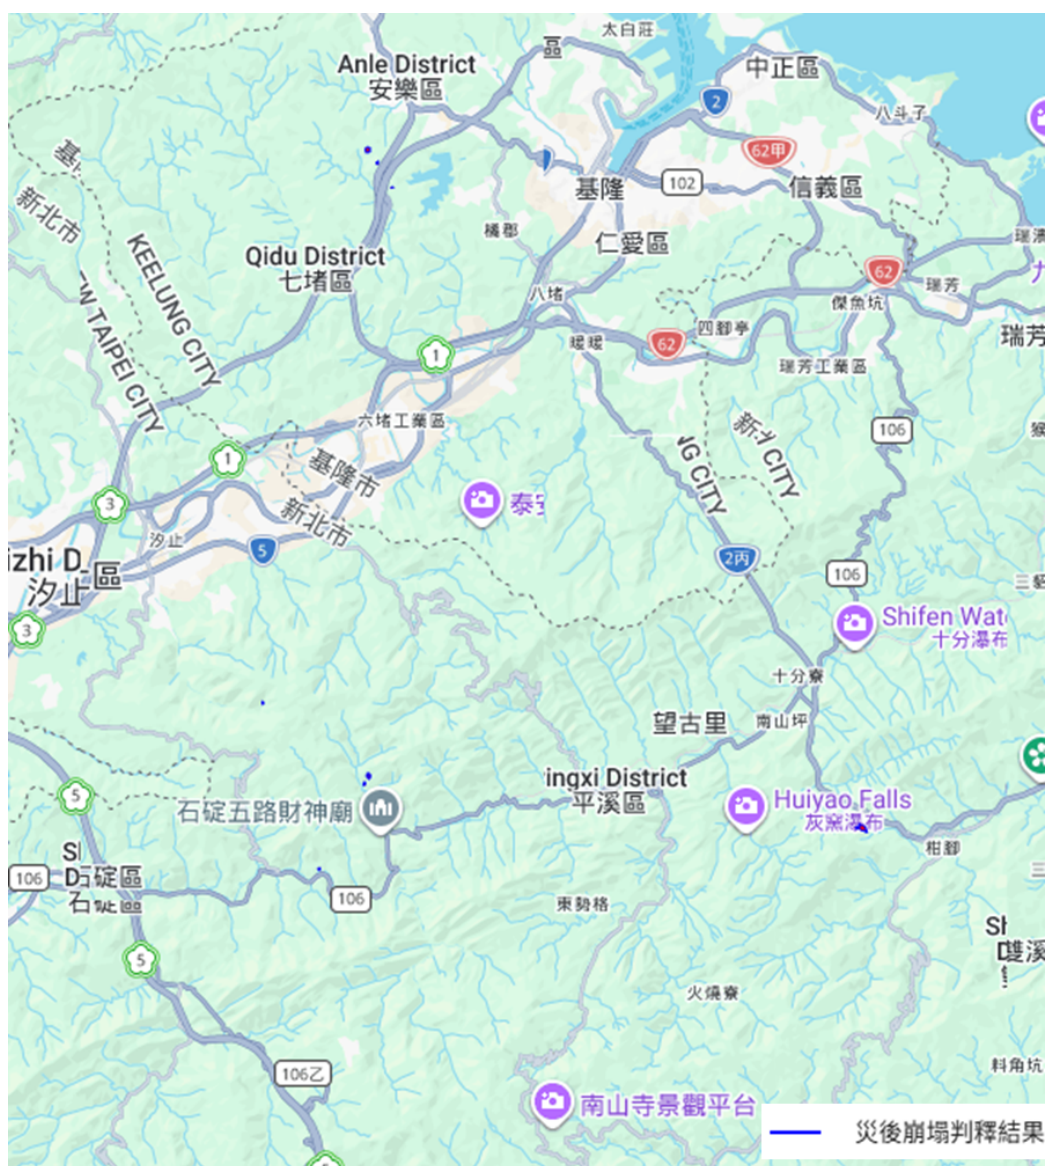 太白莊
區
Anle District
安樂區
中正區
2
八斗子
62甲
基
102
基隆
信義區
新北市
橋
仁愛區
KEELUNG CITY
Qidu District
七堵區
62
瑞芳
八堵
傑魚坑
TAIPEI CITY
四腳亭
瑞芳
暖暖
62
1
瑞芳工業區
六堵工業區
106
新
CITY
CITY
1
基隆市
泰
3
新北市
汐止
5
2丙
區
汐止
106
3
Shifen
十分瀑布
十分寮
望古里
南山坪
District
平溪區
5
石碇五路財神廟
Huiyao Falls
灰窯瀑布
柑腳
石碇區
106
石碇區
106
東勢格
雙溪
5
火燒寮
料角坑
106乙
南山寺景觀平台
災後崩塌判釋結果